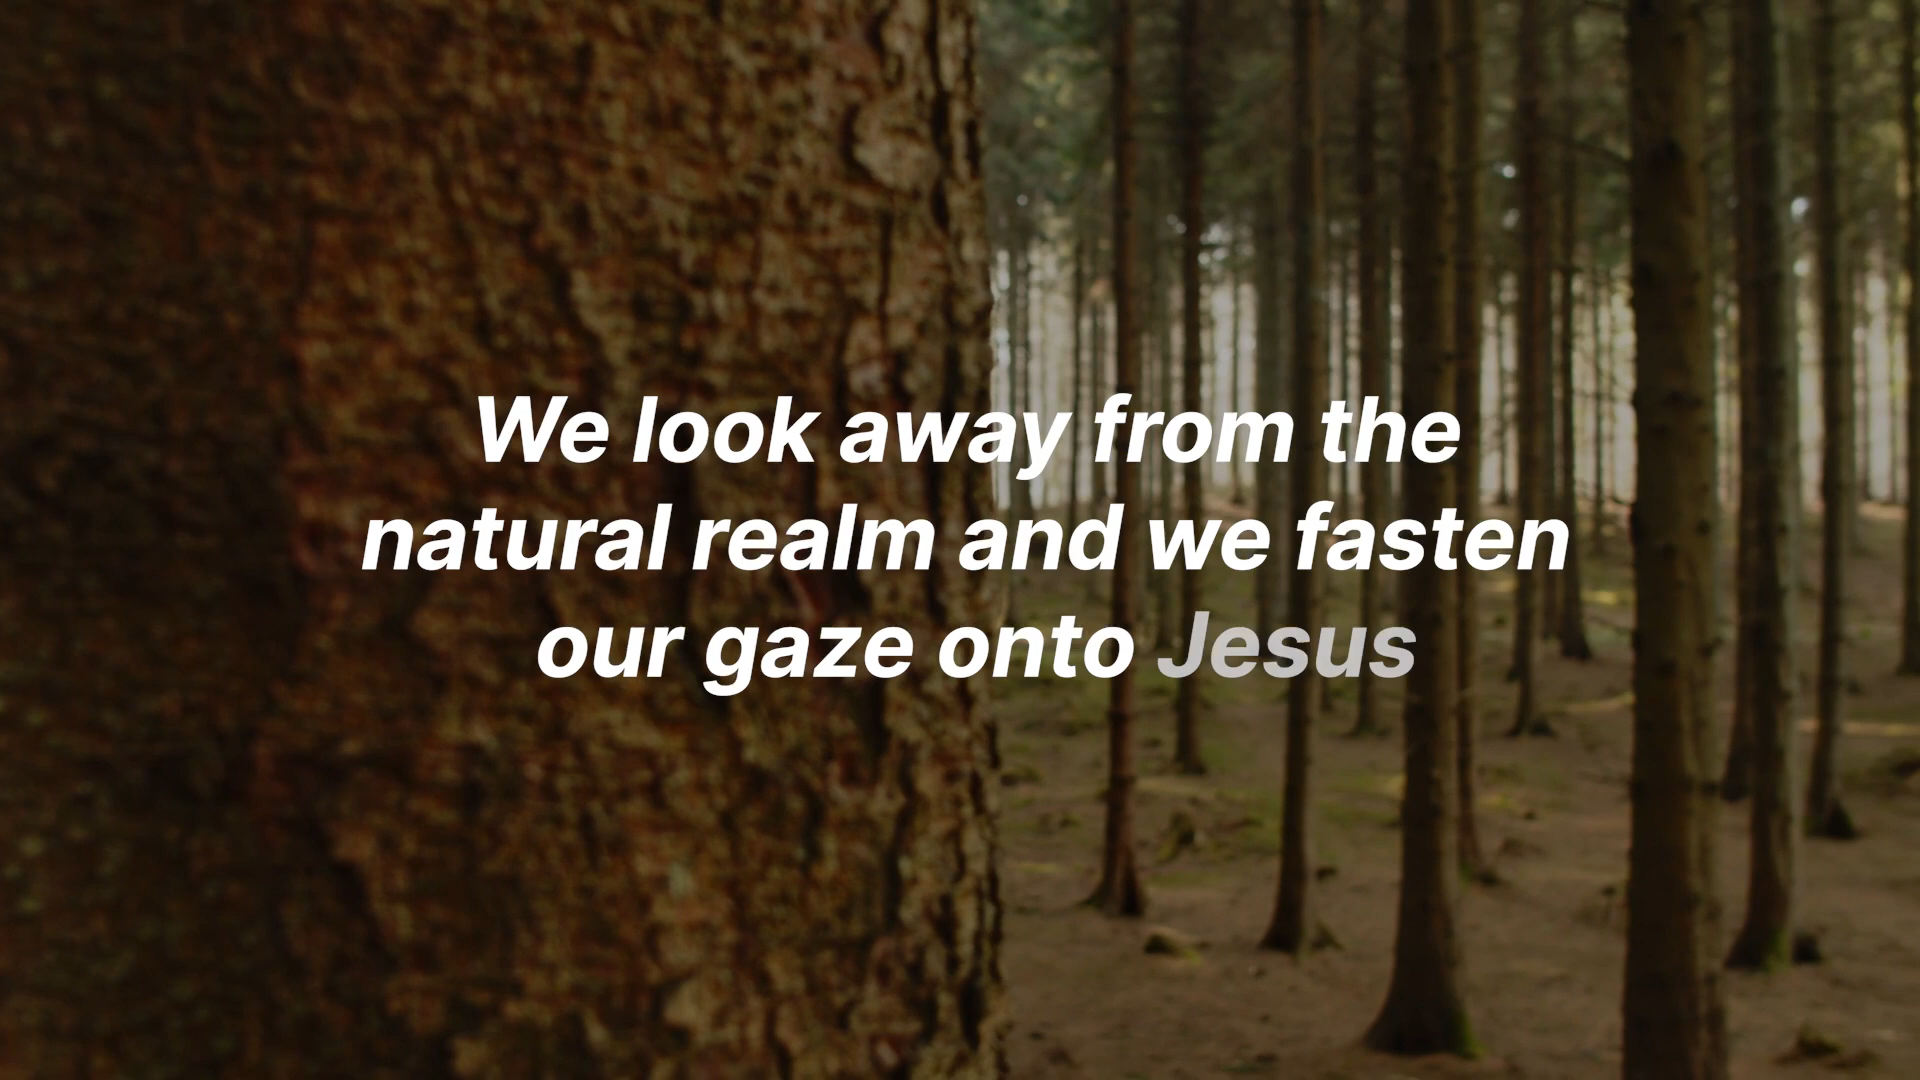 We look away from the
natural realm and we fasten
our gaze onto Jesus